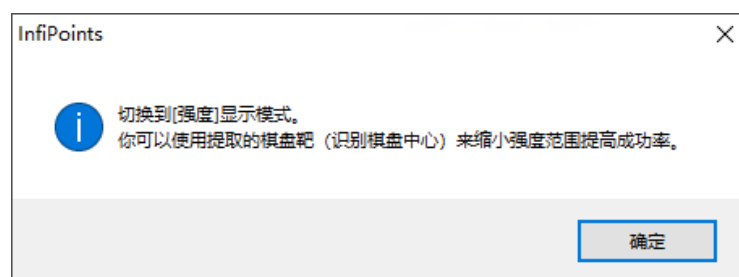 InfiPoints
切换到[强度]显示模式。
你可以使用提取的棋盘靶（识别棋盘中心）来缩小强度范围提高成功率。
确定